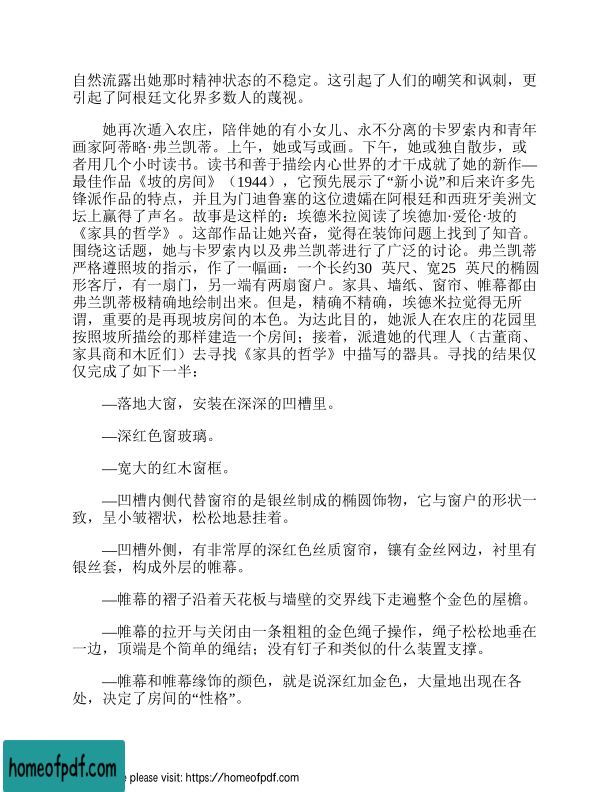 自然流露出她那时精神状态的不稳定。这引起了人们的嘲笑和讽刺，更
引起了阿根廷文化界多数人的蔑视。
她再次遁入农庄，陪伴她的有小女儿、永不分离的卡罗索内和青年
画家阿蒂略·弗兰凯蒂。上午，她或写或画。下午，她或独自散步，或
者用几个小时读书。读书和善于描绘内心世界的才干成就了她的新作—
最佳作品《坡的房间》（1944），它预先展示了“新小说”和后来许多先
锋派作品的特点，并且为门迪鲁塞的这位遗孀在阿根廷和西班牙美洲文
坛上赢得了声名。故事是这样的：埃德米拉阅读了埃德加·爱伦·坡的
《家具的哲学》。这部作品让她兴奋，觉得在装饰问题上找到了知音。
围绕这话题，她与卡罗索内以及弗兰凯蒂进行了广泛的讨论。弗兰凯蒂
严格遵照坡的指示，作了一幅画：一个长约30 英尺、宽25 英尺的椭圆
形客厅，有一扇门，另一端有两扇窗户。家具、墙纸、窗帘、帷幕都由
弗兰凯蒂极精确地绘制出来。但是，精确不精确，埃德米拉觉得无所
谓，重要的是再现坡房间的本色。为达此目的，她派人在农庄的花园里
按照坡所描绘的那样建造一个房间；接着，派遣她的代理人（古董商、
家具商和木匠们）去寻找《家具的哲学》中描写的器具。寻找的结果仅
仅完成了如下一半：
—落地大窗，安装在深深的凹槽里。
—深红色窗玻璃。
—宽大的红木窗框。
—凹槽内侧代替窗帘的是银丝制成的椭圆饰物，它与窗户的形状一
致，呈小皱褶状，松松地悬挂着。
—凹槽外侧，有非常厚的深红色丝质窗帘，镶有金丝网边，衬里有
银丝套，构成外层的帷幕。
—帷幕的褶子沿着天花板与墙壁的交界线下走遍整个金色的屋檐。
—帷幕的拉开与关闭由一条粗粗的金色绳子操作，绳子松松地垂在
一边，顶端是个简单的绳结；没有钉子和类似的什么装置支撑。
—帷幕和帷幕缘饰的颜色，就是说深红加金色，大量地出现在各
处，决定了房间的“性格”。
homeofpdf.com
please visit: https://homeofpdf.com